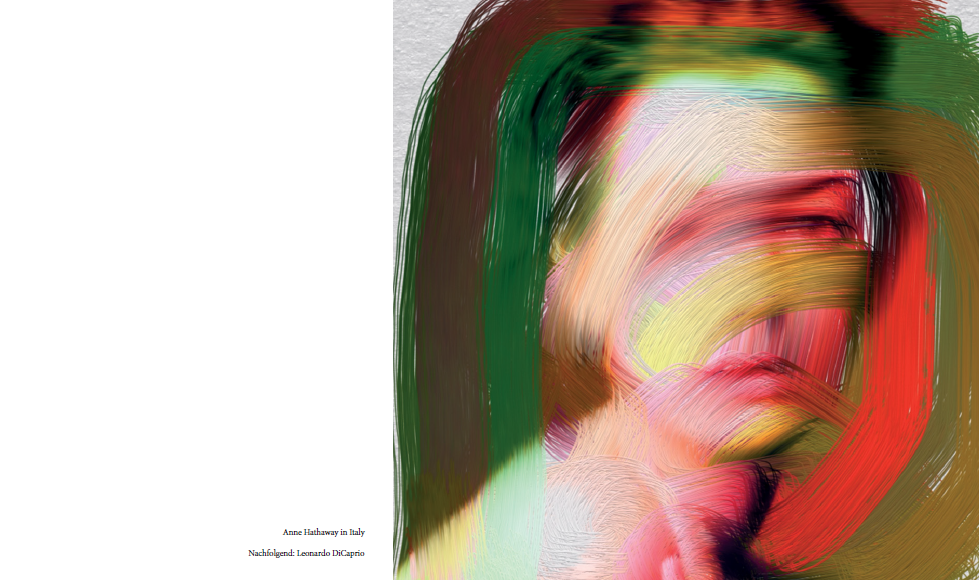 Anne Hathaway in Italy
Nachfolgend: Leonardo DiCaprio